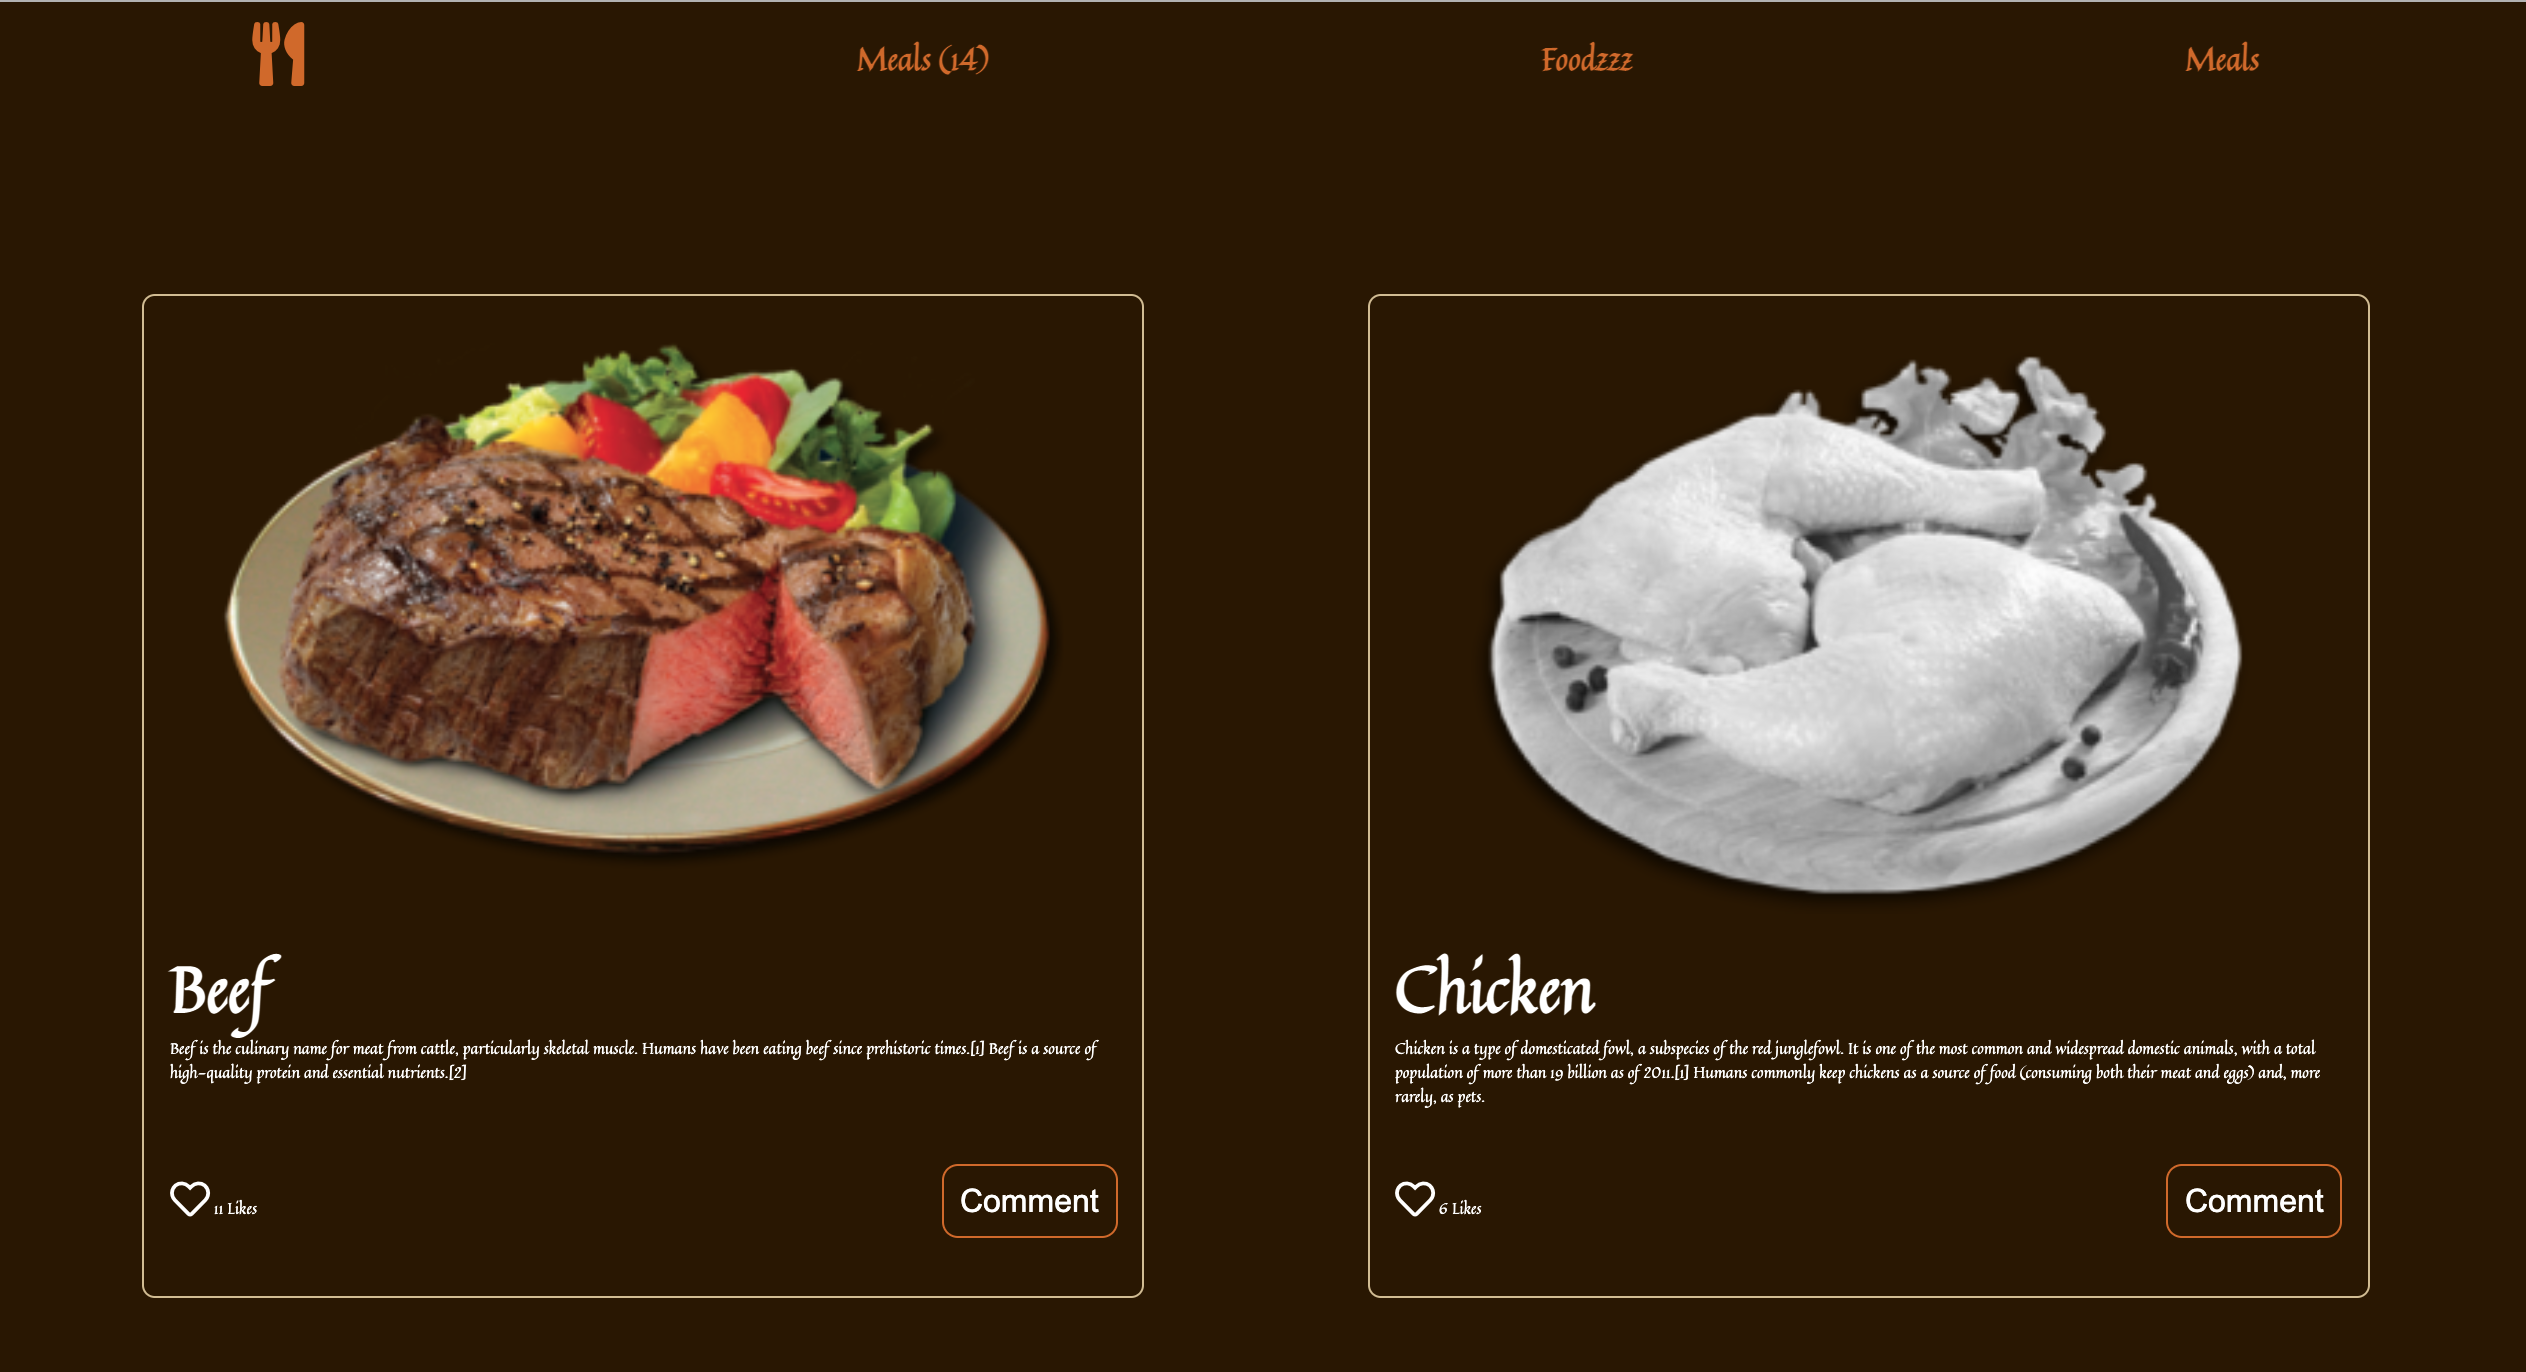 Meals (14)
Foodzzz
Meals
Beef
Beef is the culinary name for meat from cattle, particularly skeletal muscle. Humans have been eating beef since prehistoric times.[1] Beef is a source of
high-quality protein and essential nutrients.[2]
11 Likes
Comment
Chicken
Chicken is a type of domesticated fowl, a subspecies of the red junglefowl. It is one of the most common and widespread domestic animals, with a total
population of more than 19 billion as of 2011.[1] Humans commonly keep chickens as a source of food (consuming both their meat and eggs) and, more
rarely, as pets.
6 Likes
Comment